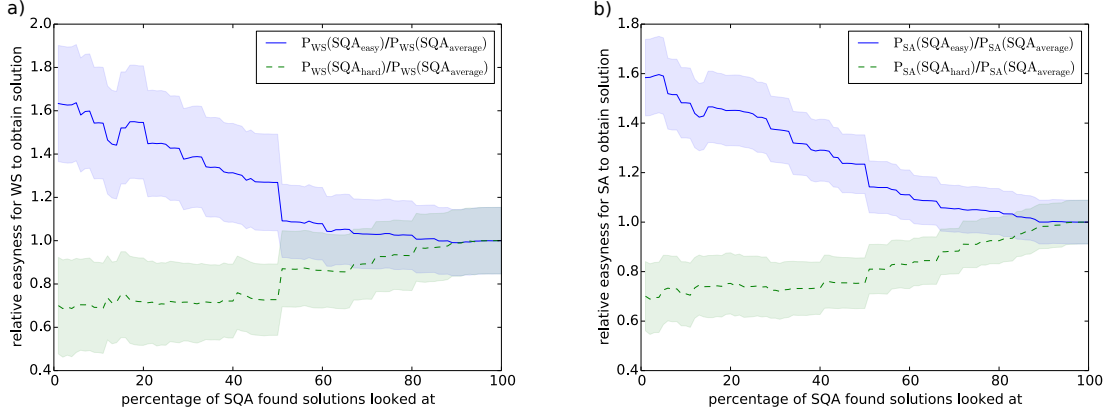 a)
2.0
1.8
1.6
1.4
1.2
1.0
0.8
0.6
0.4
relative easyness for WS to obtain solution
P_WS(SQA_easy)/P_WS(SQA_average)
P_WS(SQA_hard)/P_WS(SQA_average)
0 20 40 60 80 100
percentage of SQA found solutions looked at
b)
1.8
1.6
1.4
1.2
1.0
0.8
0.6
0.4
relative easyness for SA to obtain solution
P_SA(SQA_easy)/P_SA(SQA_average)
P_SA(SQA_hard)/P_SA(SQA_average)
0 20 40 60 80 100
percentage of SQA found solutions looked at